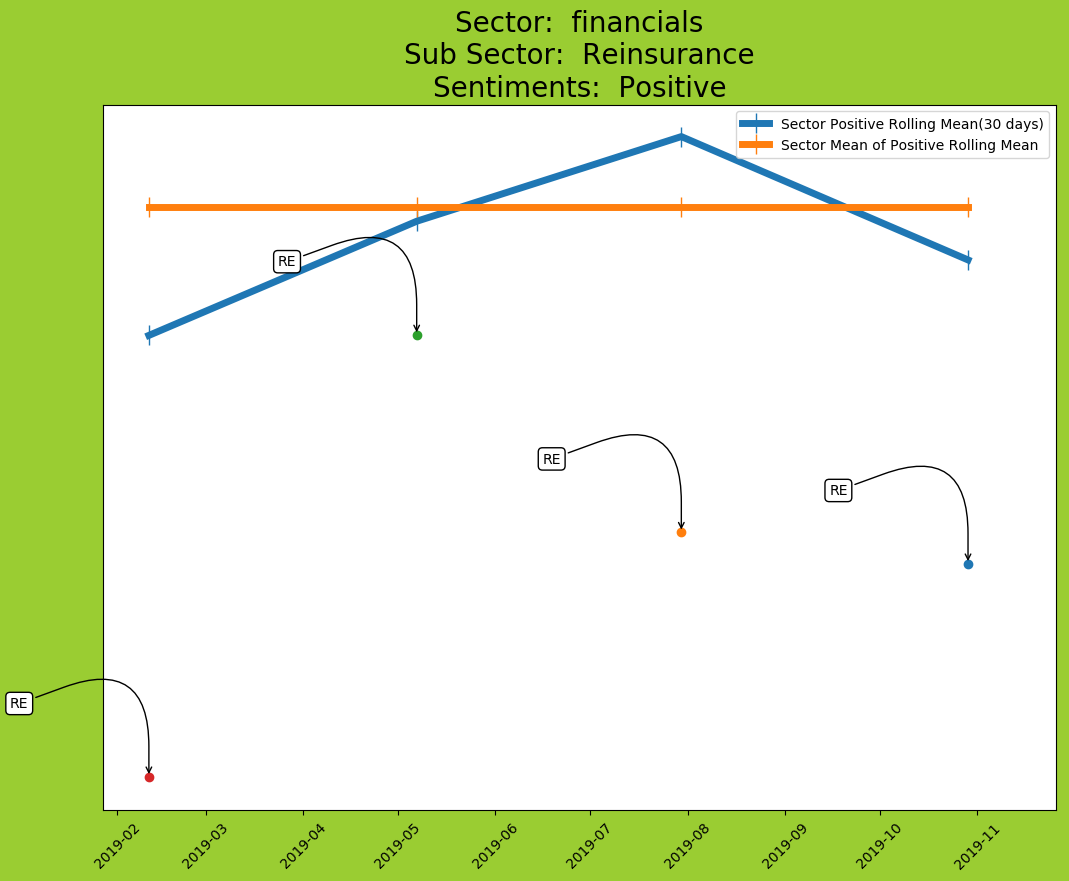 Sector:  financials
Sub Sector:  Reinsurance
Sentiments:  Positive
Sector Positive Rolling Mean(30 days)
Sector Mean of Positive Rolling Mean
RE
RE
RE
RE
2019-02
2019-03
2019-04
2019-05
2019-06
2019-07
2019-08
2019-09
2019-10
2019-11